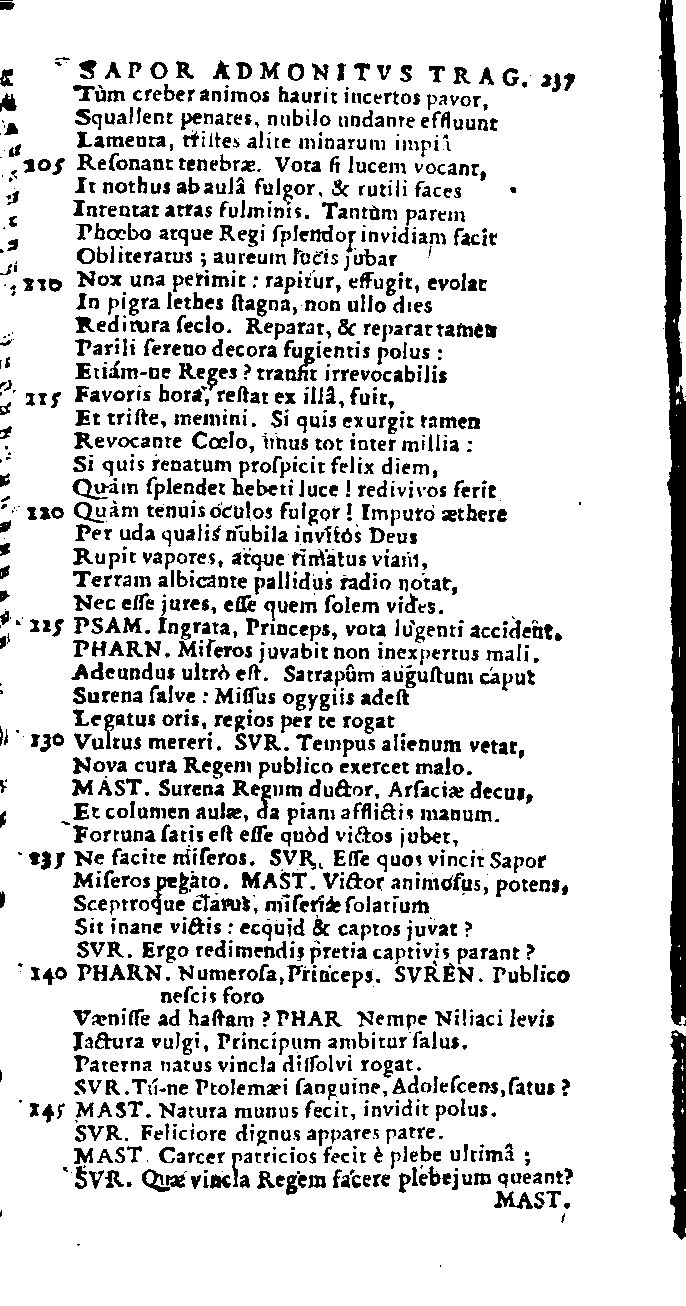 SAPOR ADMONITVS TRAG. 237
Tùm creber animos haurit incertos pavor,
Squallent penates, nubilo undante effluunt
Lamenta, tristes alite minarum impiâ
205 Reſonant tenebræ. Vota ſi lucem vocant,
It nothus ab aulâ fulgor, & rutili faces
Intentat atras fulminis. Tantùm parem
Phœbo atque Regi ſplendor invidiam facit
Obliteratus ; aureum lucis jubar
210 Nox una perimit : rapitur, effugit, evolat
In pigra lethes ſtagna, non ullo dies
Reditura ſeclo. Reparat, & reparat tamen
Parili ſereno decora fugientis polus :
Etiám-ne Reges ? tranſit irrevocabilis
215 Favoris hora, reſtat ex illâ, fuit,
Et triſte, memini. Si quis exurgit tamen
Revocante Cœlo, unus tot inter millia :
Si quis renatum proſpicit felix diem,
Quàm ſplendet hebeti luce ! redivivos ferit
220 Quàm tenuis oculos fulgor ! Impuro æthere
Per uda qualis nubila invitós Deus
Rupit vapores, atque rimatus viam,
Terram albicante pallidus radio notat,
Nec eſſe jures, eſſe quem ſolem vides.
225 PSAM. Ingrata, Princeps, vota lugenti accident.
PHARN. Miſeros juvabit non inexpertus mali.
Adeundus ultrò eſt. Satrapûm auguſtum caput
Surena ſalve : Miſſus ogygiis adeſt
Legatus oris, regios per te rogat
230 Vultus mereri. SVR. Tempus alienum vetat,
Nova cura Regem publico exercet malo.
MAST. Surena Regum ductor, Arſaciæ decus,
Et columen aulæ, da piam afflictis manum.
Fortuna ſatis eſt eſſe quòd victos jubet,
235 Ne facite miſeros. SVR. Eſſe quos vincit Sapor
Miſeros negato. MAST. Victor animoſus, potens,
Sceptroque clarus, miſeriæ ſolatium
Sit inane victis : ecquid & captos juvat ?
SVR. Ergo redimendis pretia captivis parant ?
240 PHARN. Numeroſa, Princeps. SVREN. Publico
neſcis foro
Væniſſe ad haſtam ? PHAR Nempe Niliaci levis
Jactura vulgi, Principum ambitur ſalus.
Paterna natus vincla diſſolvi rogat.
SVR. Tú-ne Ptolemæi ſanguine, Adoleſcens, ſatus ?
245 MAST. Natura munus fecit, invidit polus.
SVR. Feliciore dignus appares patre.
MAST. Carcer patricios fecit è plebe ultimâ ;
SVR. Quæ vincla Regem facere plebejum queant?
MAST.